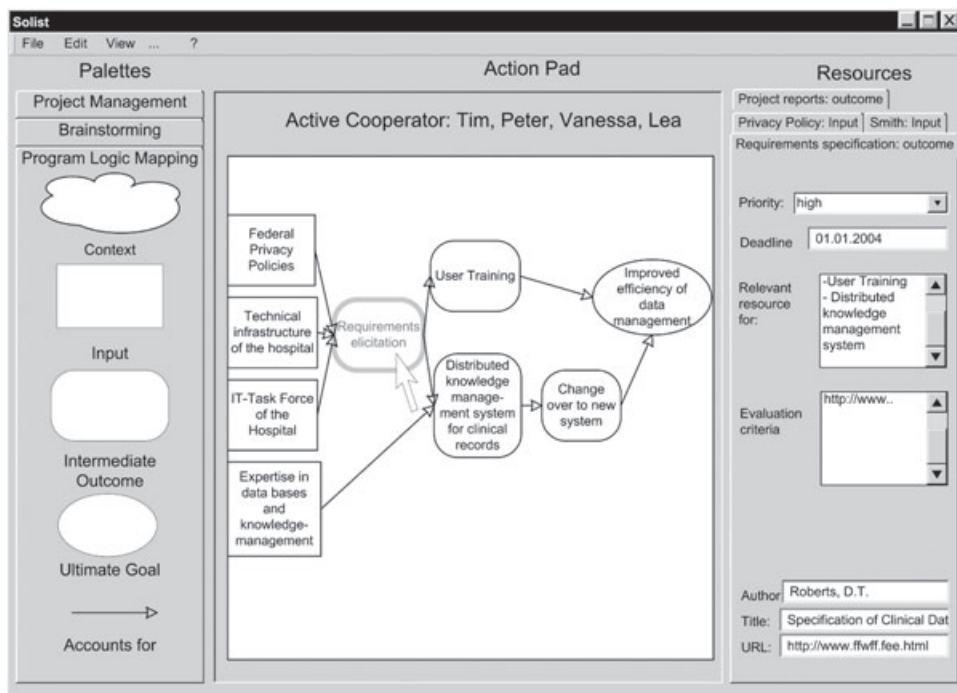 Solist
File Edit View ... ?
Palettes
Project Management
Brainstorming
Program Logic Mapping
Context
Input
Intermediate
Outcome
Ultimate Goal
Accounts for
Action Pad
Active Cooperator: Tim, Peter, Vanessa, Lea
Federal
Privacy
Policies
Technical
infrastructure
of the hospital
IT-Task Force
of the
Hospital
Expertise in
data bases
and
knowledge-
management
Requirements
elicitation
User Training
Distributed
knowledge
manage-
ment system
for clinical
records
Change
over to new
system
Improved
efficiency of
data
management
Resources
Project reports: outcome
Privacy Policy: Input Smith: Input
Requirements specification: outcome
Priority: high
Deadline 01.01.2004
Relevant
resource
for:
-User Training
- Distributed
knowledge
management
system
Evaluation
criteria
http://www..
Author Roberts, D.T.
Title: Specification of Clinical Dat
URL: http://www.ffwff.fee.html